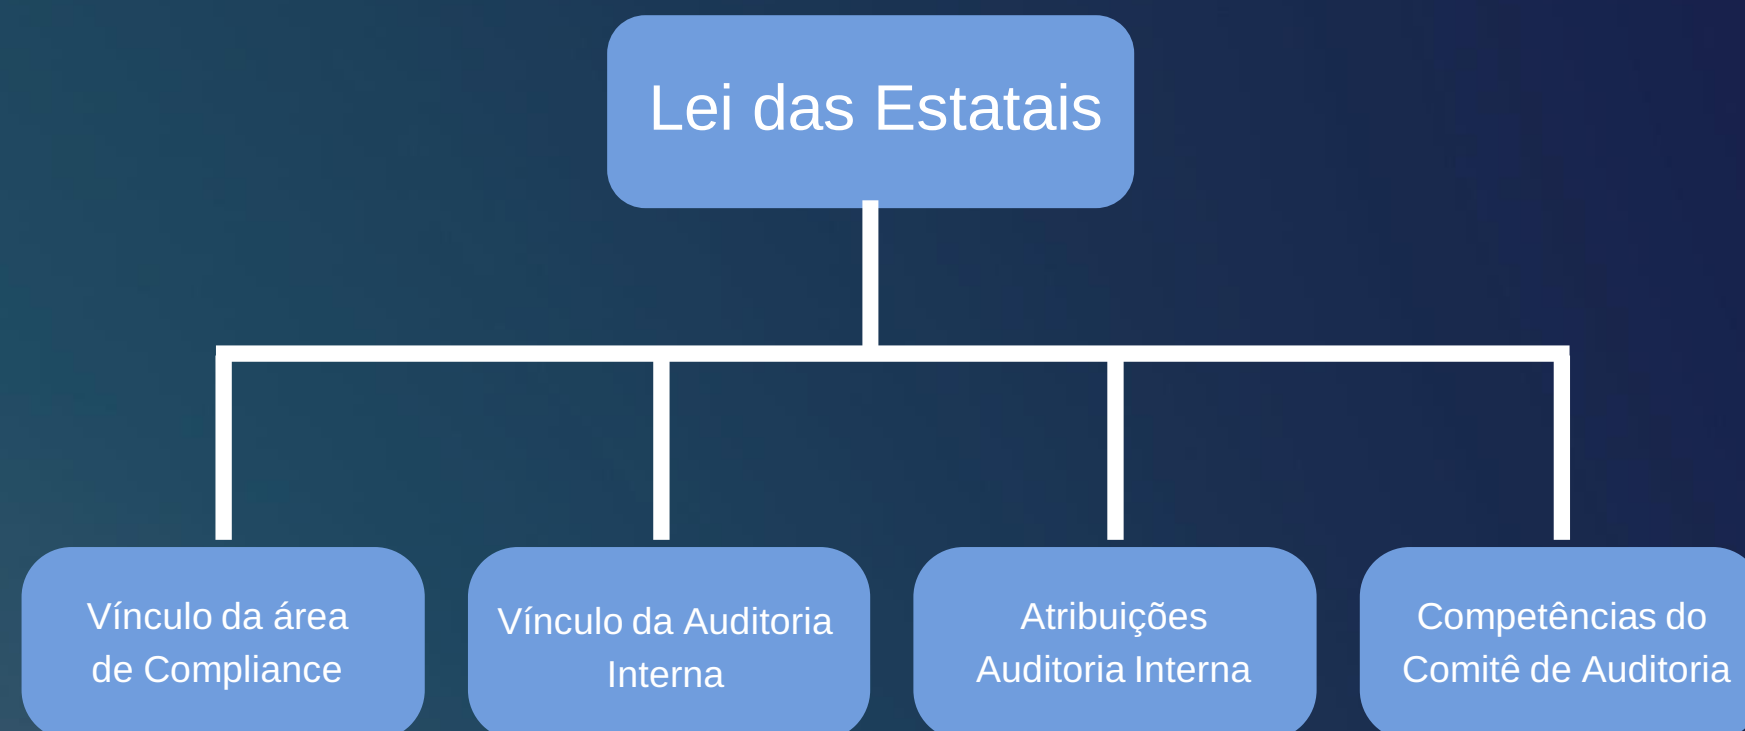 Lei das Estatais
Vínculo da área
de Compliance
Vínculo da Auditoria
Interna
Atribuições
Auditoria Interna
Competências do
Comitê de Auditoria